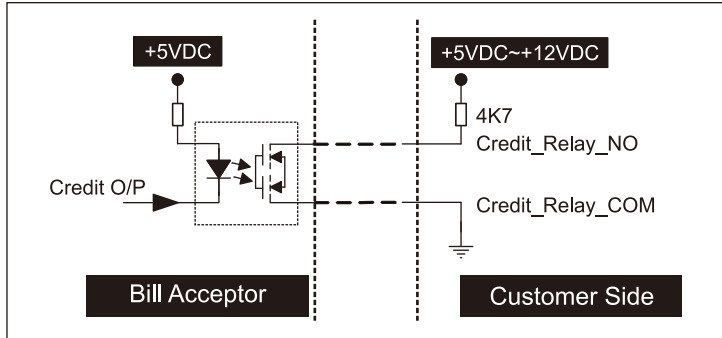 +5VDC
+5VDC~+12VDC
4K7
Credit_Relay_NO
Credit O/P
Credit_Relay_COM
Bill Acceptor
Customer Side